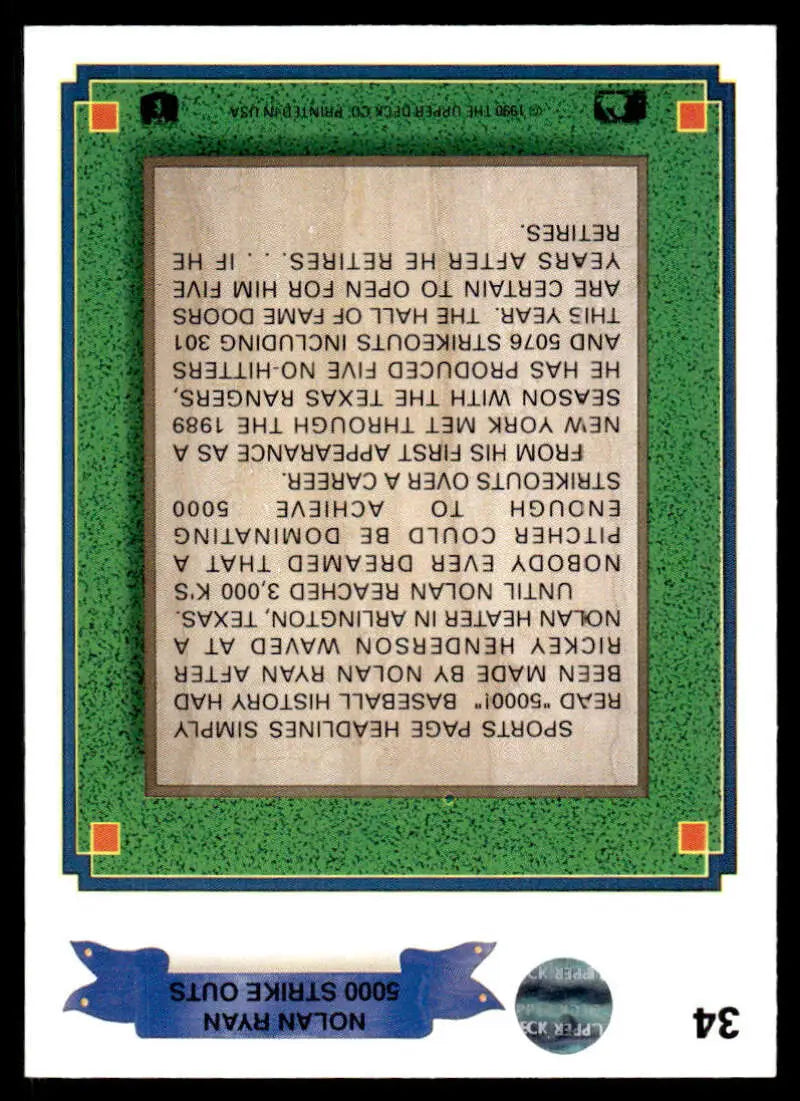 34
NOLAN RYAN
5000 STRIKE OUTS
SPORTS PAGE HEADLINES SIMPLY
READ "5000!" BASEBALL HISTORY HAD
BEEN MADE BY NOLAN RYAN AFTER
RICKEY HENDERSON WAVED AT A
NOLAN HEATER IN ARLINGTON, TEXAS.
UNTIL NOLAN REACHED 3,000 K'S
NOBODY EVER DREAMED THAT A
PITCHER COULD BE DOMINATING
ENOUGH TO ACHIEVE 5000
STRIKEOUTS OVER A CAREER.
FROM HIS FIRST APPEARANCE AS A
NEW YORK MET THROUGH THE 1989
SEASON WITH THE TEXAS RANGERS,
HE HAS PRODUCED FIVE NO-HITTERS
AND 5076 STRIKEOUTS INCLUDING 301
THIS YEAR. THE HALL OF FAME DOORS
ARE CERTAIN TO OPEN FOR HIM FIVE
YEARS AFTER HE RETIRES. . . IF HE
RETIRES.
© 1990 THE UPPER DECK CO. PRINTED IN USA